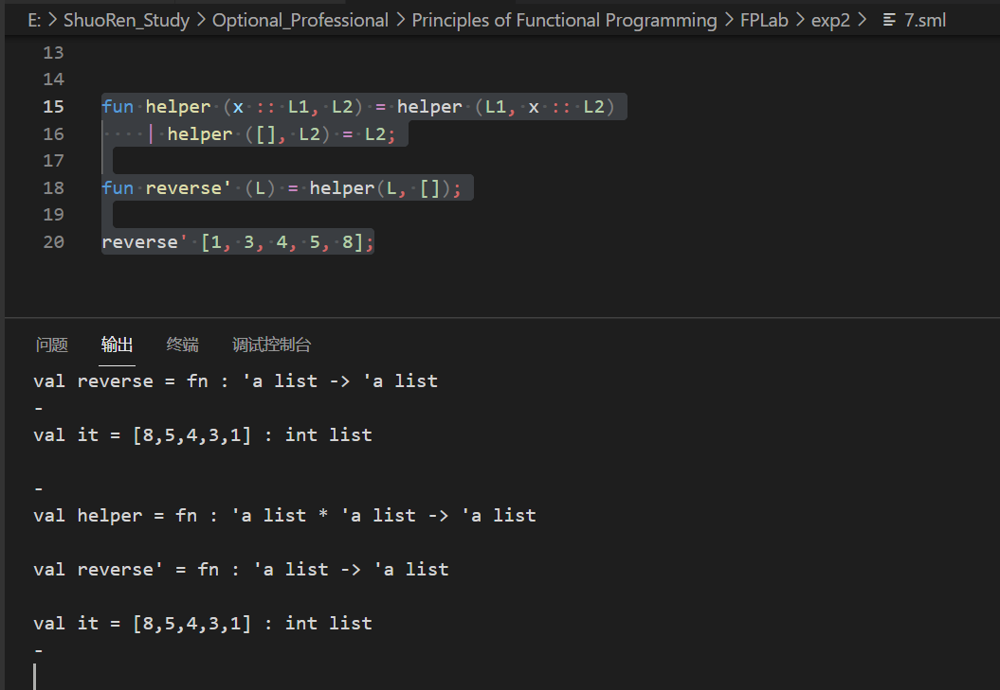 E: > ShuoRen_Study > Optional_Professional > Principles of Functional Programming > FPLab > exp2 > 7.sml
13
14
15 fun helper (x :: L1, L2) = helper (L1, x :: L2)
16     | helper ([], L2) = L2;
17
18 fun reverse' (L) = helper(L, []);
19
20 reverse' [1, 3, 4, 5, 8];
问题 输出 终端 调试控制台
val reverse = fn : 'a list -> 'a list
-
val it = [8,5,4,3,1] : int list
-
val helper = fn : 'a list * 'a list -> 'a list
val reverse' = fn : 'a list -> 'a list
val it = [8,5,4,3,1] : int list
-